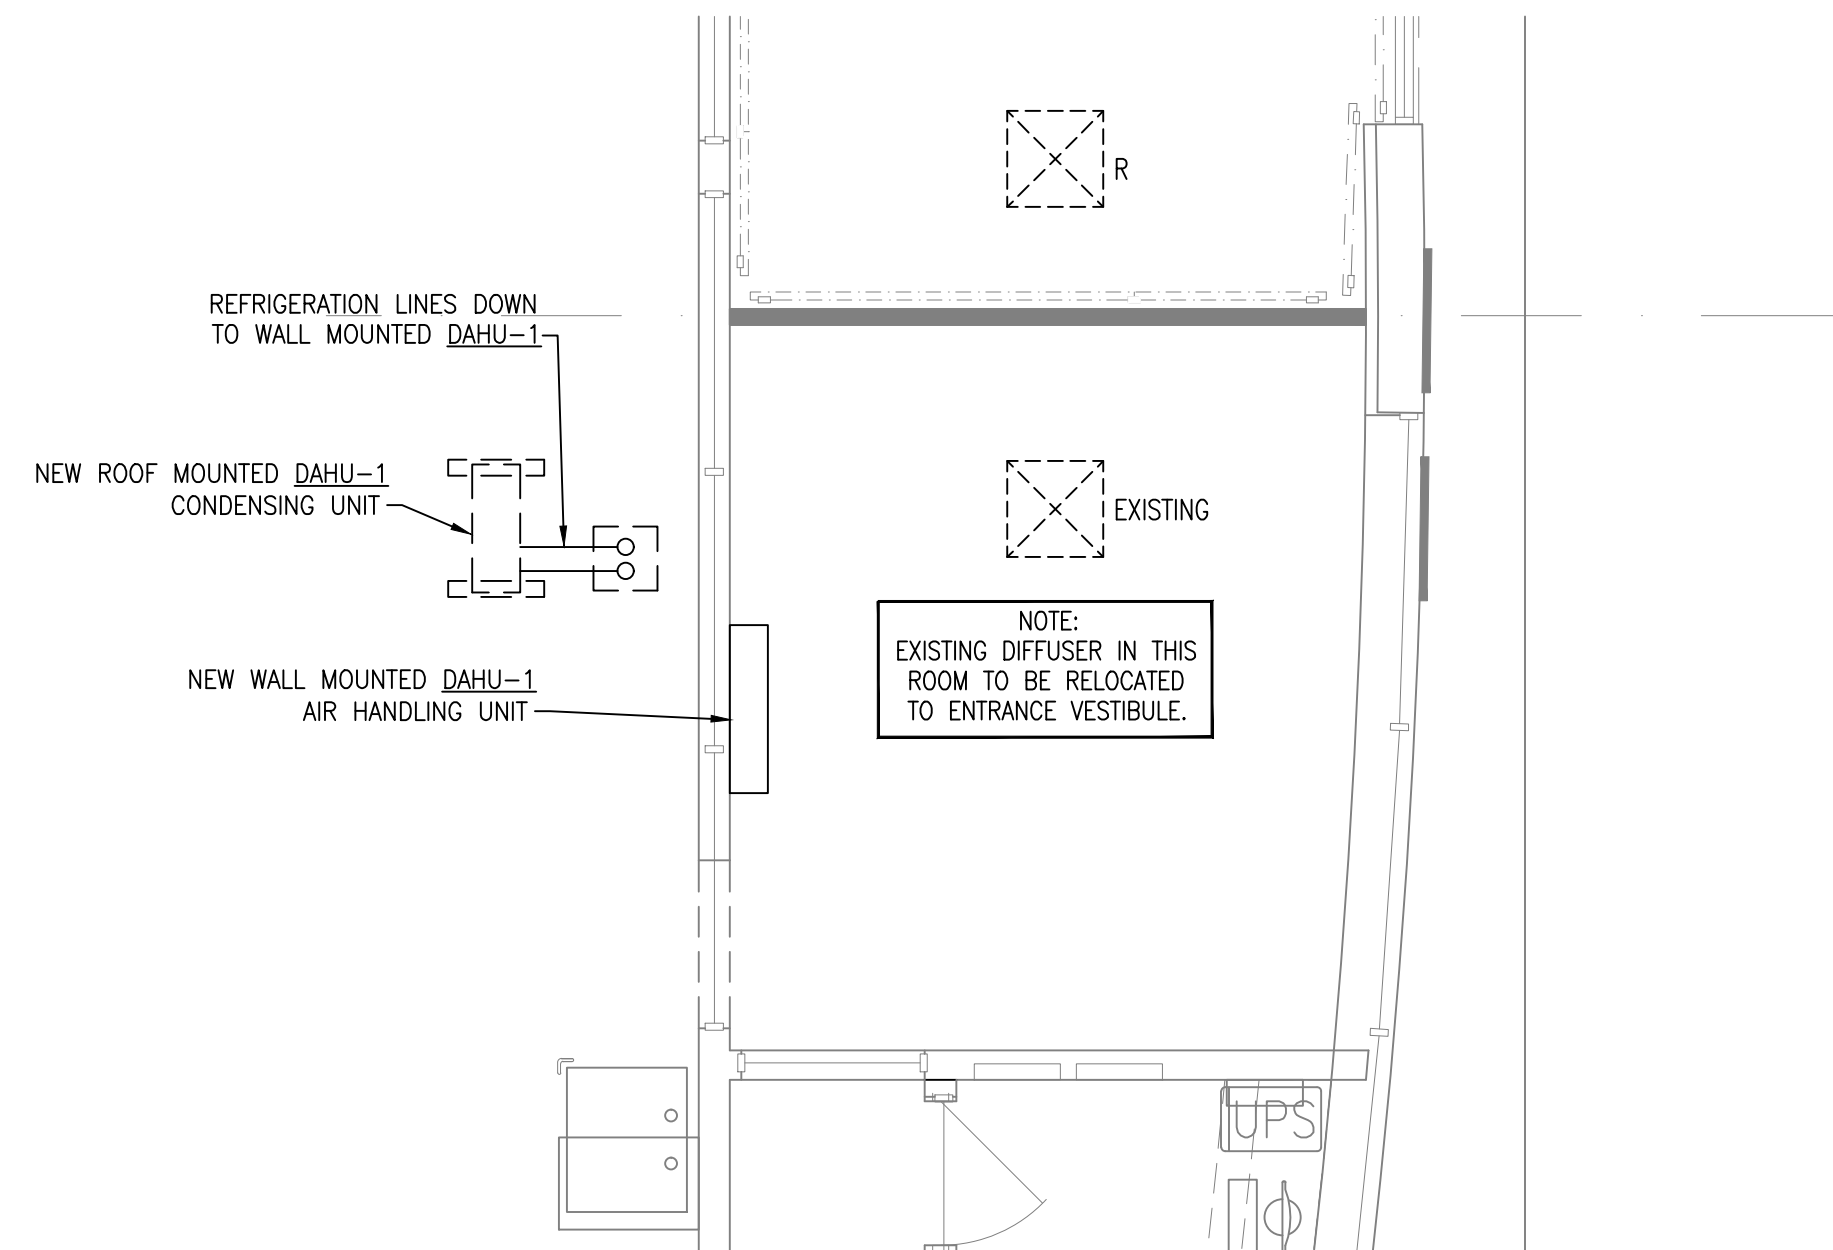 R
REFRIGERATION LINES DOWN
TO WALL MOUNTED DAHU-1
NEW ROOF MOUNTED DAHU-1
CONDENSING UNIT
EXISTING
NOTE:
EXISTING DIFFUSER IN THIS
ROOM TO BE RELOCATED
TO ENTRANCE VESTIBULE.
NEW WALL MOUNTED DAHU-1
AIR HANDLING UNIT
UPS